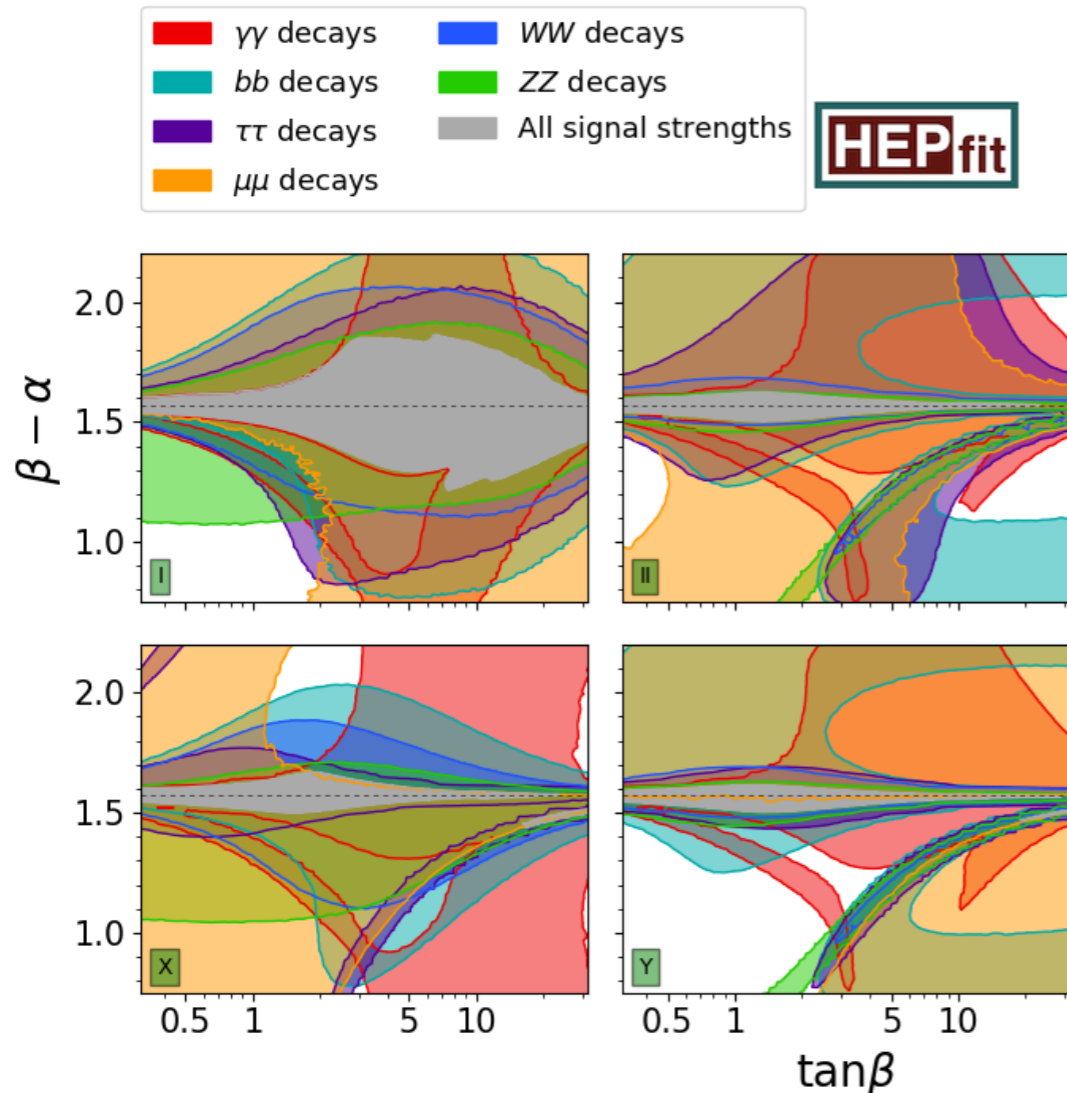 γγ decays
bb decays
ττ decays
μμ decays
WW decays
ZZ decays
All signal strengths
HEPfit
β − α
2.0
1.5
1.0
I
II
2.0
1.5
1.0
X
Y
0.5 1 5 10
0.5 1 5 10
tanβ